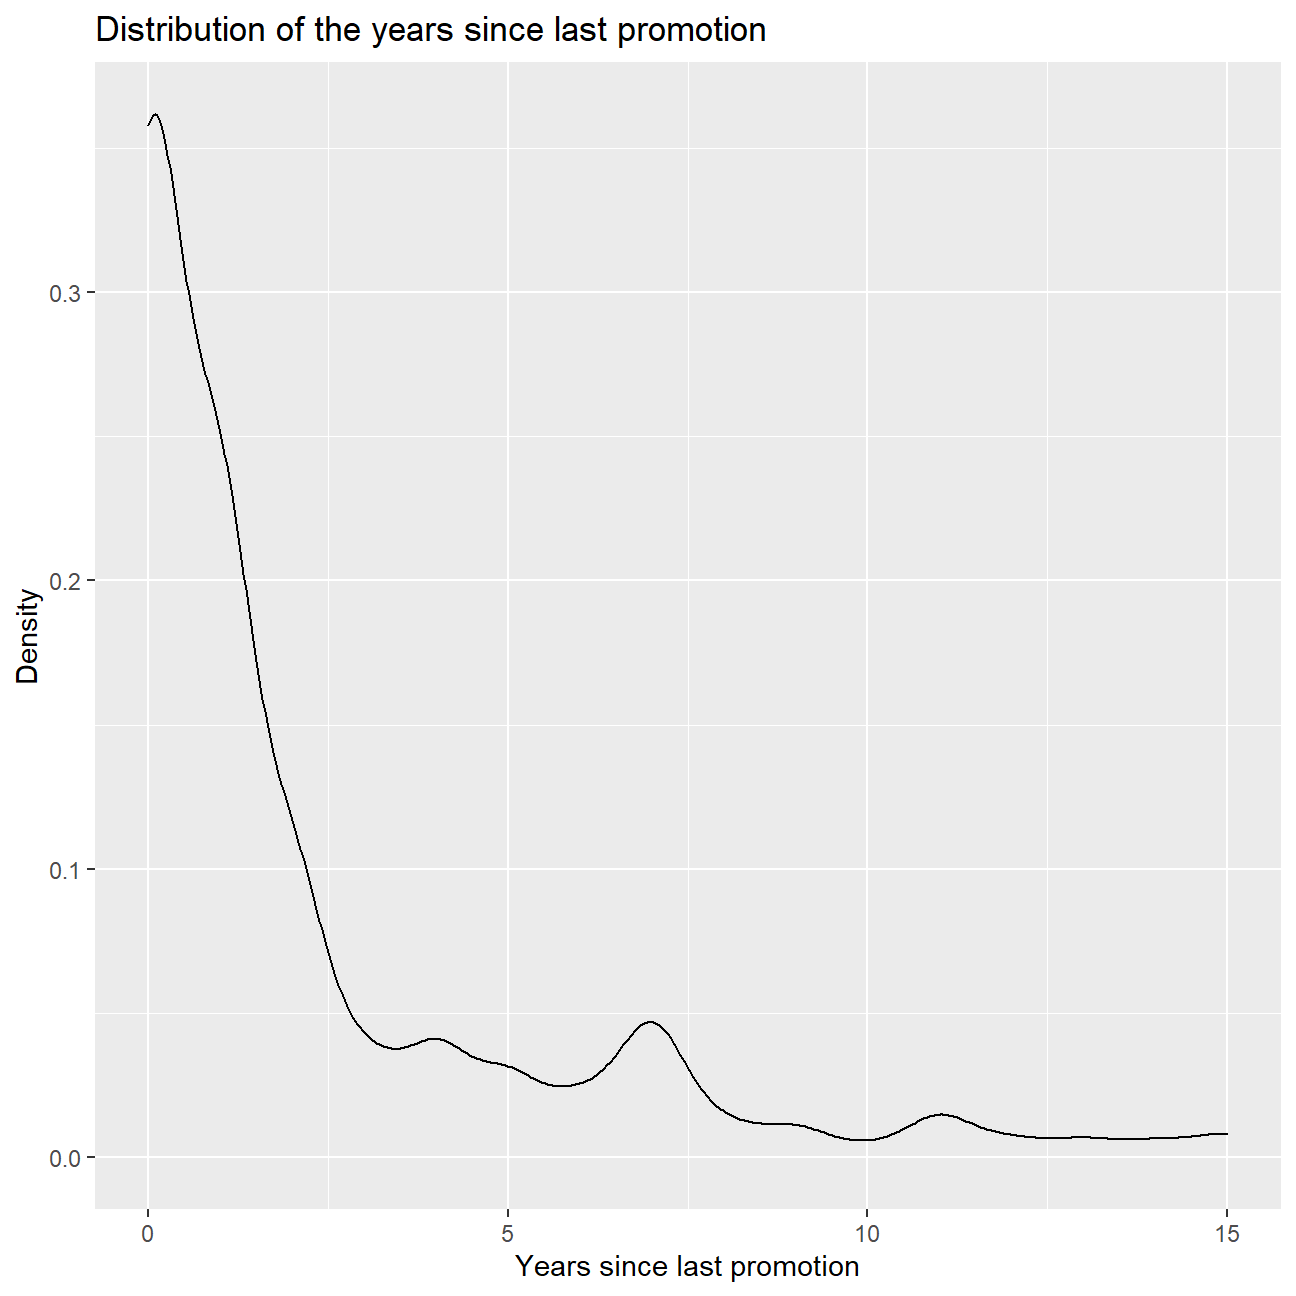 Distribution of the years since last promotion
0.3
0.2
0.1
0.0
Density
0 5 10 15
Years since last promotion